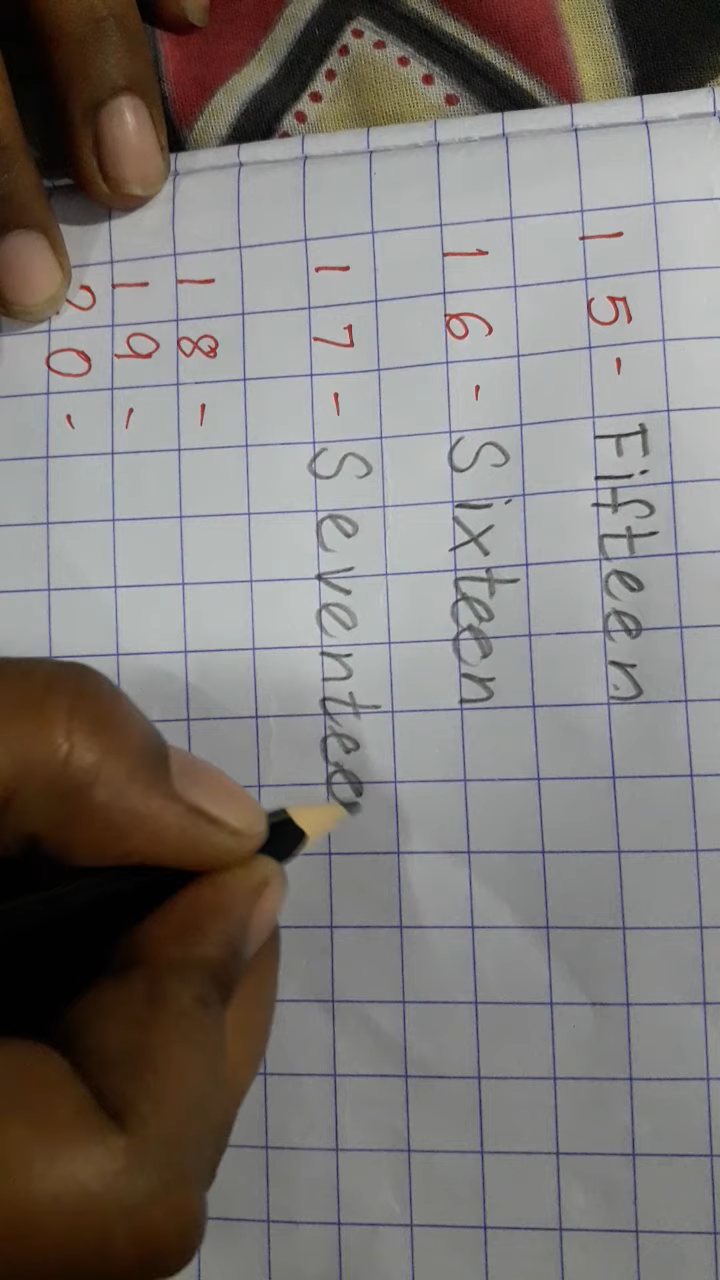 15 - Fifteen
16 - Sixteen
17 - Seventee
18 -
19 -
20 -